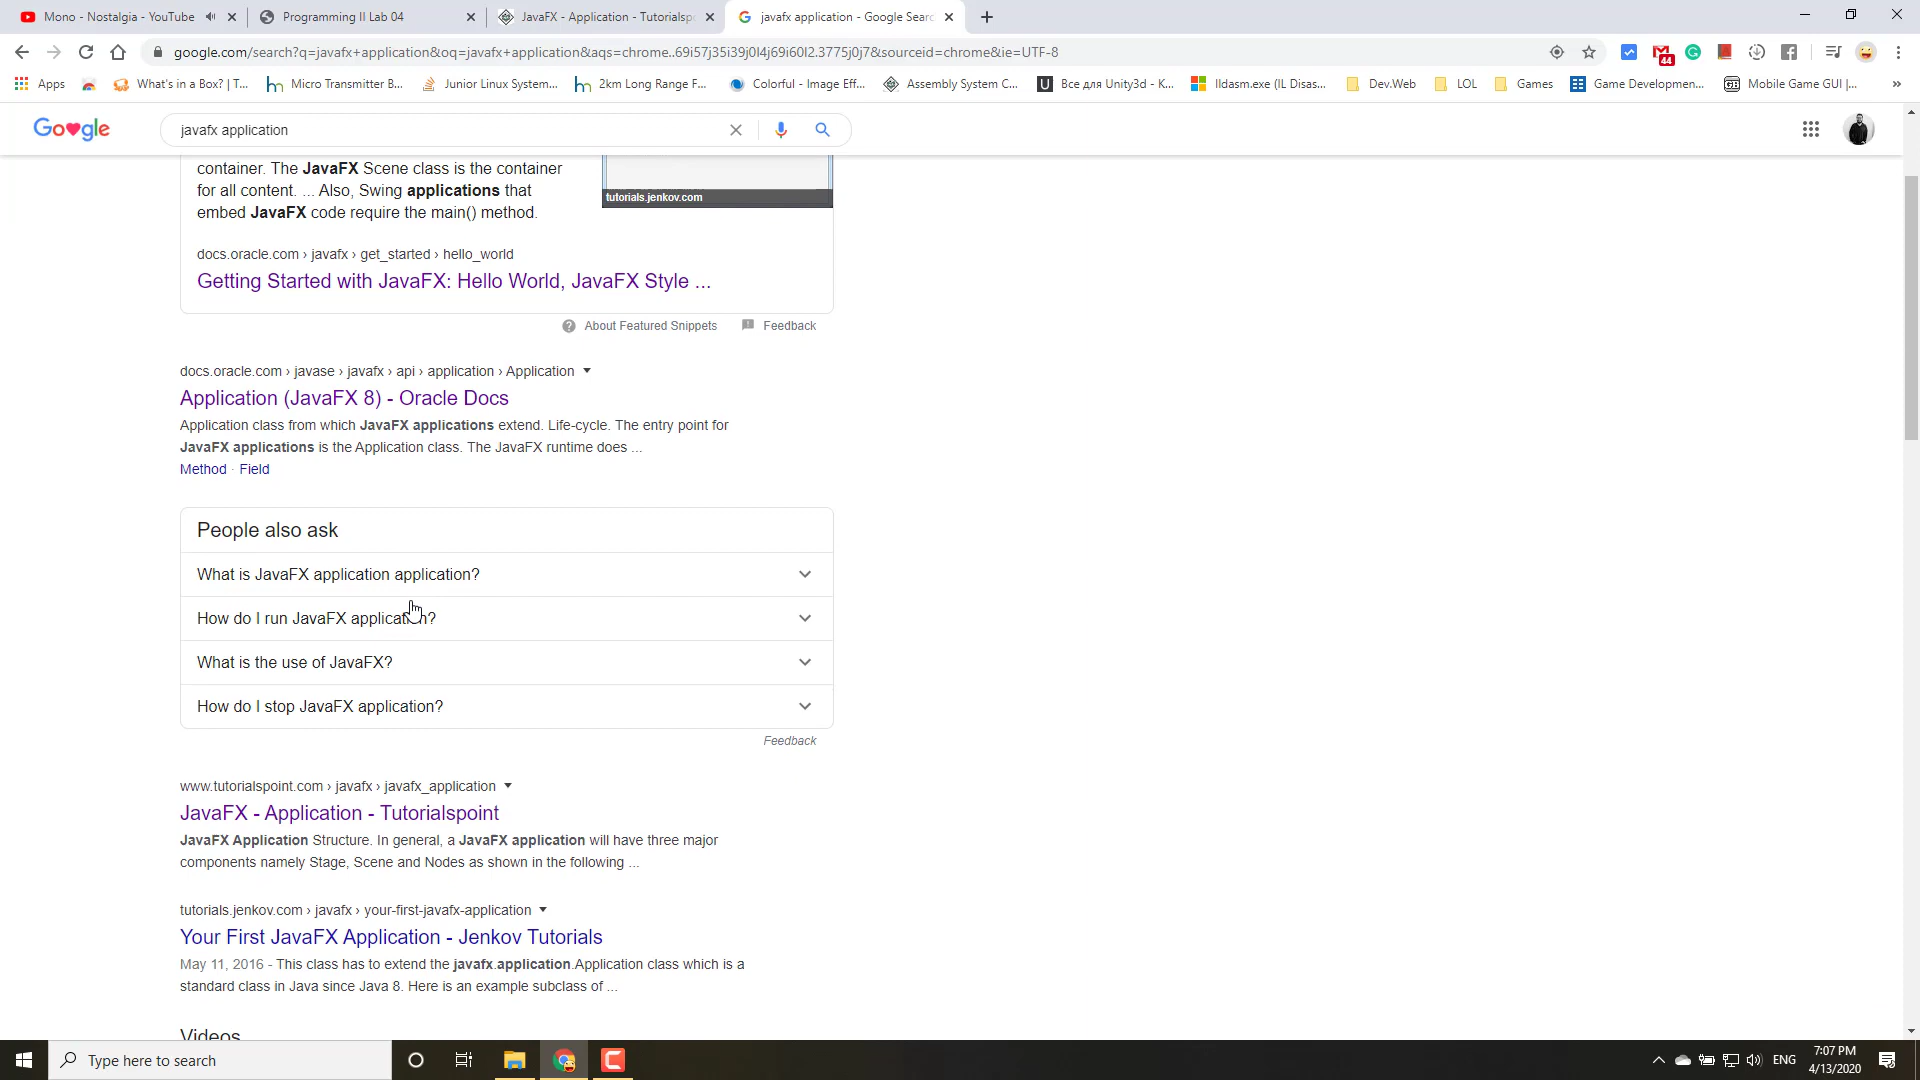 Mono - Nostalgia - YouTube
Programming II Lab 04
JavaFX - Application - Tutorialsp
javafx application - Google Sear
google.com/search?q=javafx+application&oq=javafx+application&aqs=chrome..69i57j35i39j0l4j69i60l2.3775j0j7&sourceid=chrome&ie=UTF-8
44
Apps
What's in a Box? | T...
Micro Transmitter B...
Junior Linux System...
2km Long Range F...
Colorful - Image Eff...
Assembly System C...
Все для Unity3d - K...
Ildasm.exe (IL Disas...
Dev.Web
LOL
Games
Game Developmen...
Mobile Game GUI |...
»
Google
javafx application
container. The JavaFX Scene class is the container
for all content. ... Also, Swing applications that
embed JavaFX code require the main() method.
tutorials.jenkov.com
docs.oracle.com › javafx › get_started › hello_world
Getting Started with JavaFX: Hello World, JavaFX Style ...
About Featured Snippets
Feedback
docs.oracle.com › javase › javafx › api › application › Application
Application (JavaFX 8) - Oracle Docs
Application class from which JavaFX applications extend. Life-cycle. The entry point for
JavaFX applications is the Application class. The JavaFX runtime does ...
Method · Field
People also ask
What is JavaFX application application?
How do I run JavaFX application?
What is the use of JavaFX?
How do I stop JavaFX application?
Feedback
www.tutorialspoint.com › javafx › javafx_application
JavaFX - Application - Tutorialspoint
JavaFX Application Structure. In general, a JavaFX application will have three major
components namely Stage, Scene and Nodes as shown in the following ...
tutorials.jenkov.com › javafx › your-first-javafx-application
Your First JavaFX Application - Jenkov Tutorials
May 11, 2016 - This class has to extend the javafx.application.Application class which is a
standard class in Java since Java 8. Here is an example subclass of ...
Videos
Type here to search
ENG
7:07 PM
4/13/2020